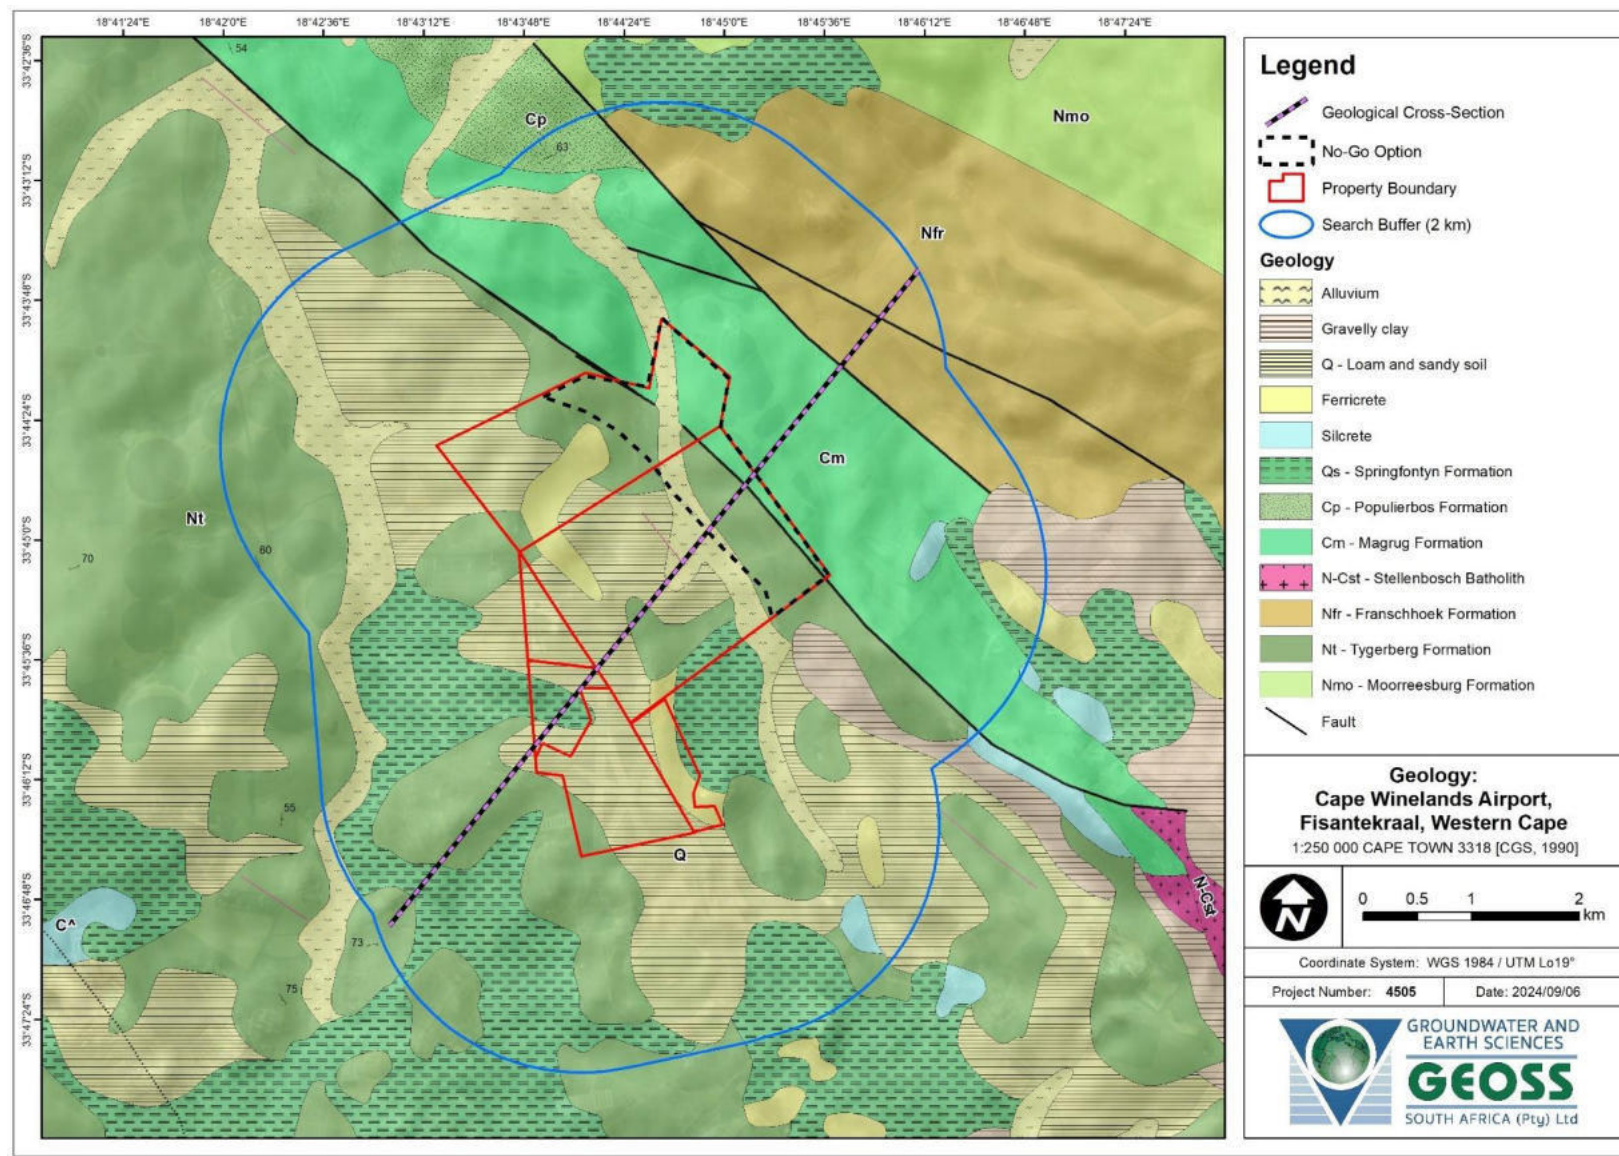 18°41'24"E 18°42'0"E 18°42'36"E 18°43'12"E 18°43'48"E 18°44'24"E 18°45'0"E 18°45'36"E 18°46'12"E 18°46'48"E 18°47'24"E
33°42'36"S
33°43'12"S
33°43'48"S
33°44'24"S
33°45'0"S
33°45'36"S
33°46'12"S
33°46'48"S
33°47'24"S
54
Cp
63
Nmo
Nfr
Cm
Nt
60
70
55
Q
N-Cst
C^
73
75
Legend
Geological Cross-Section
No-Go Option
Property Boundary
Search Buffer (2 km)
Geology
Alluvium
Gravelly clay
Q - Loam and sandy soil
Ferricrete
Silcrete
Qs - Springfontyn Formation
Cp - Populierbos Formation
Cm - Magrug Formation
N-Cst - Stellenbosch Batholith
Nfr - Franschhoek Formation
Nt - Tygerberg Formation
Nmo - Moorreesburg Formation
Fault
Geology:
Cape Winelands Airport,
Fisantekraal, Western Cape
1:250 000 CAPE TOWN 3318 [CGS, 1990]
N
0 0.5 1 2
km
Coordinate System: WGS 1984 / UTM Lo19°
Project Number: 4505 Date: 2024/09/06
GROUNDWATER AND
EARTH SCIENCES
GEOSS
SOUTH AFRICA (Pty) Ltd